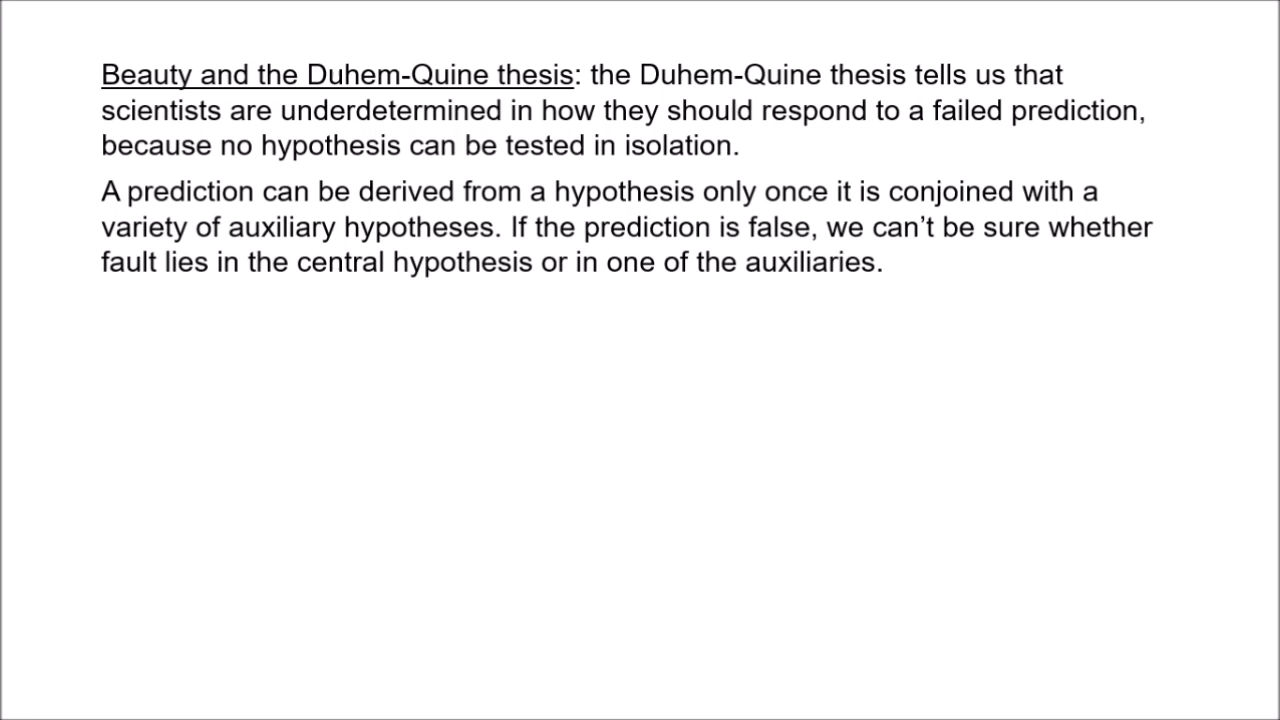 Beauty and the Duhem-Quine thesis: the Duhem-Quine thesis tells us that
scientists are underdetermined in how they should respond to a failed prediction,
because no hypothesis can be tested in isolation.
A prediction can be derived from a hypothesis only once it is conjoined with a
variety of auxiliary hypotheses. If the prediction is false, we can’t be sure whether
fault lies in the central hypothesis or in one of the auxiliaries.